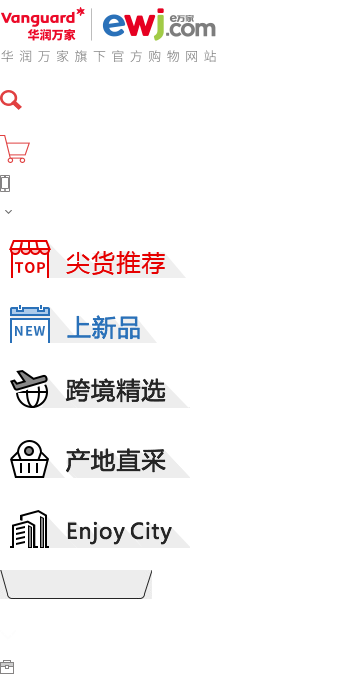 Vanguard
华润万家
ewj.com
e万家
华润万家旗下官方购物网站
TOP
尖货推荐
NEW
上新品
跨境精选
产地直采
Enjoy City